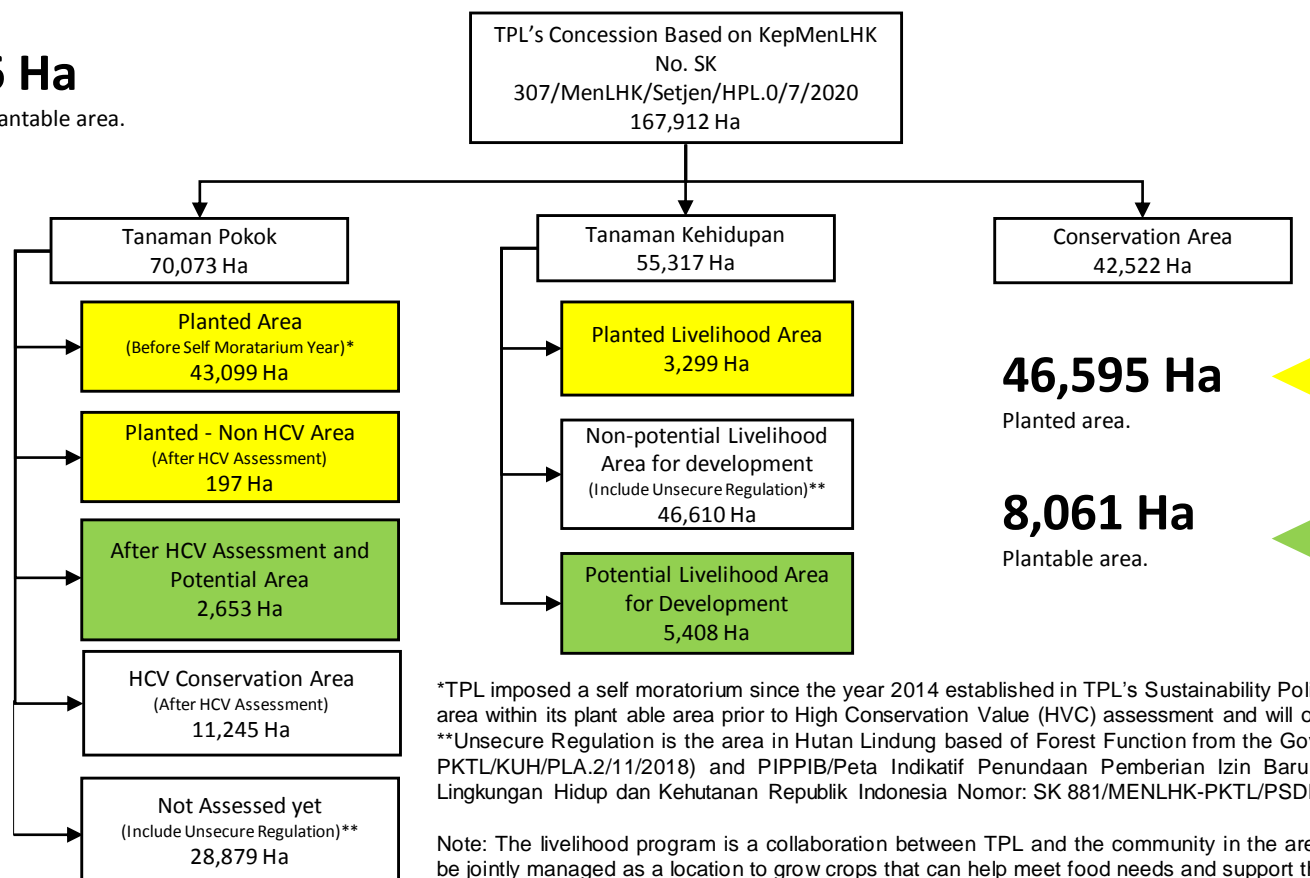 TPL's Concession Based on KepMenLHK
No. SK
307/MenLHK/Setjen/HPL.0/7/2020
167,912 Ha
Ha
area.
Tanaman Pokok
70,073 Ha
Planted Area
(Before Self Moratarium Year)*
43,099 Ha
Planted - Non HCV Area
(After HCV Assessment)
197 Ha
After HCV Assessment and
Potential Area
2,653 Ha
HCV Conservation Area
(After HCV Assessment)
11,245 Ha
Not Assessed yet
(Include Unsecure Regulation)**
28,879 Ha
Tanaman Kehidupan
55,317 Ha
Planted Livelihood Area
3,299 Ha
Non-potential Livelihood
Area for development
(Include Unsecure Regulation)**
46,610 Ha
Potential Livelihood Area
for Development
5,408 Ha
Conservation Area
42,522 Ha
46,595 Ha
Planted area.
8,061 Ha
Plantable area.
*TPL imposed a self moratorium since the year 2014 established in TPL's Sustainability
area within its plant able area prior to High Conservation Value (HVC) assessment and will
**Unsecure Regulation is the area in Hutan Lindung based of Forest Function from the
PKTL/KUH/PLA.2/11/2018) and PIPPIB/Peta Indikatif Penundaan Pemberian Izin Baru
Lingkungan Hidup dan Kehutanan Republik Indonesia Nomor: SK 881/MENLHK-PKTL/
Note: The livelihood program is a collaboration between TPL and the community in the
be jointly managed as a location to grow crops that can help meet food needs and support